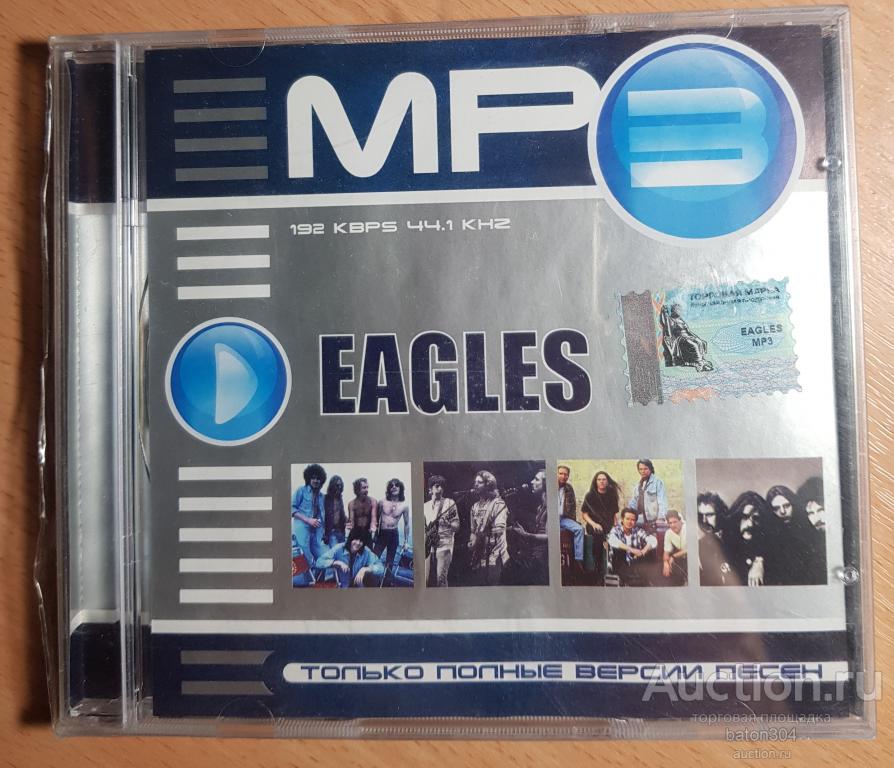 MP3
192 KBPS 44.1 KHZ
ТОРГОВАЯ МАРКА
EAGLES
MP3
EAGLES
ТОЛЬКО ПОЛНЫЕ ВЕРСИИ ПЕСЕН
Auction.ru
торговая площадка
baton304
auction.ru